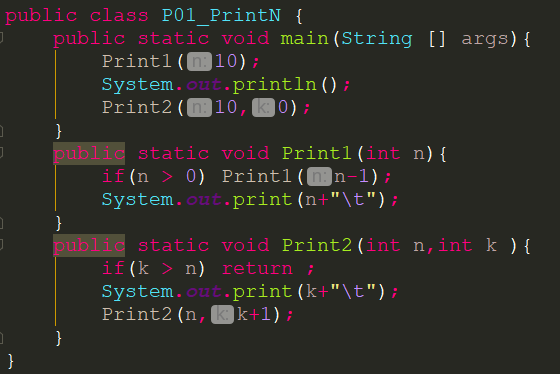 public class P01_PrintN {
public static void main(String [] args){
Print1(n:10);
System.out.println();
Print2(n:10,k:0);
}
public static void Print1(int n){
if(n > 0) Print1(n:n-1);
System.out.print(n+"\t");
}
public static void Print2(int n,int k ){
if(k > n) return ;
System.out.print(k+"\t");
Print2(n,k:k+1);
}
}